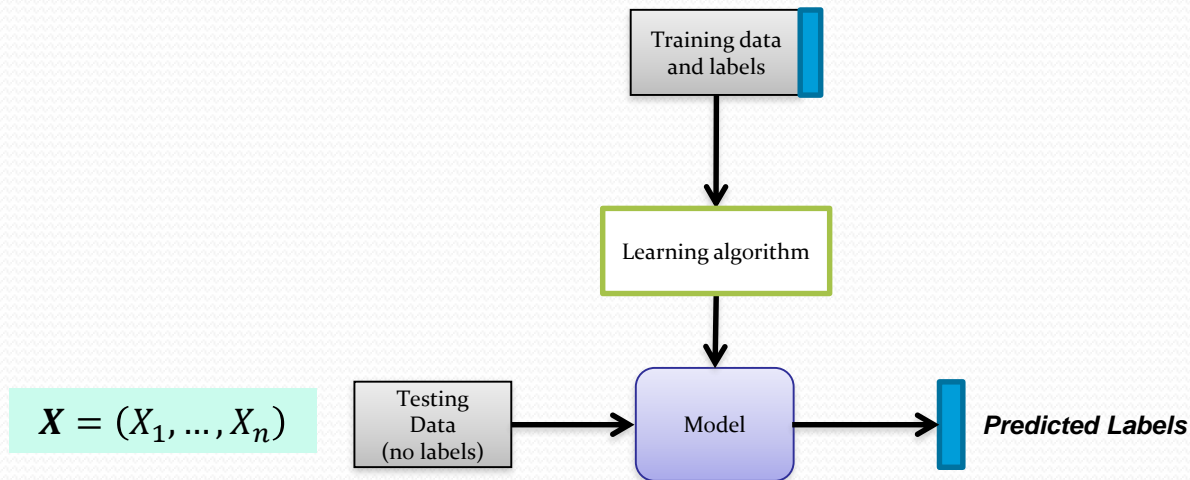 Training data
and labels
Learning algorithm
X = (X₁, … , Xₙ)
Testing
Data
(no labels)
Model
Predicted Labels